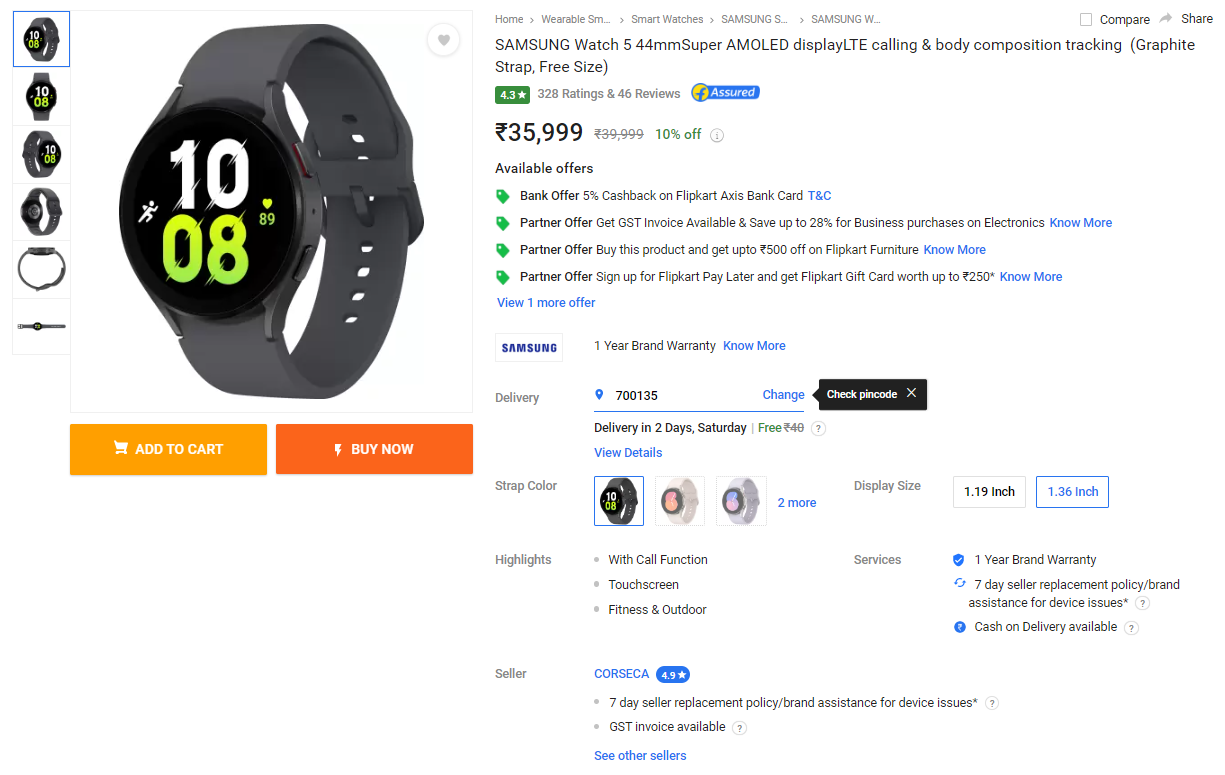 Home > Wearable Sm... > Smart Watches > SAMSUNG S... > SAMSUNG W...
Compare Share
SAMSUNG Watch 5 44mmSuper AMOLED displayLTE calling & body composition tracking (Graphite
Strap, Free Size)
4.3★ 328 Ratings & 46 Reviews f Assured
₹35,999 ₹39,999 10% off i
Available offers
Bank Offer 5% Cashback on Flipkart Axis Bank Card T&C
Partner Offer Get GST Invoice Available & Save up to 28% for Business purchases on Electronics Know More
Partner Offer Buy this product and get upto ₹500 off on Flipkart Furniture Know More
Partner Offer Sign up for Flipkart Pay Later and get Flipkart Gift Card worth up to ₹250* Know More
View 1 more offer
SAMSUNG 1 Year Brand Warranty Know More
Delivery 700135 Change Check pincode ✕
Delivery in 2 Days, Saturday | Free ₹40 ?
View Details
Strap Color 2 more
Display Size 1.19 Inch 1.36 Inch
Highlights
With Call Function
Touchscreen
Fitness & Outdoor
Services
1 Year Brand Warranty
7 day seller replacement policy/brand
assistance for device issues* ?
Cash on Delivery available ?
Seller CORSECA 4.9★
7 day seller replacement policy/brand assistance for device issues* ?
GST invoice available ?
See other sellers
10
08
89
ADD TO CART
BUY NOW
10
08
10
08
10
08
10
08